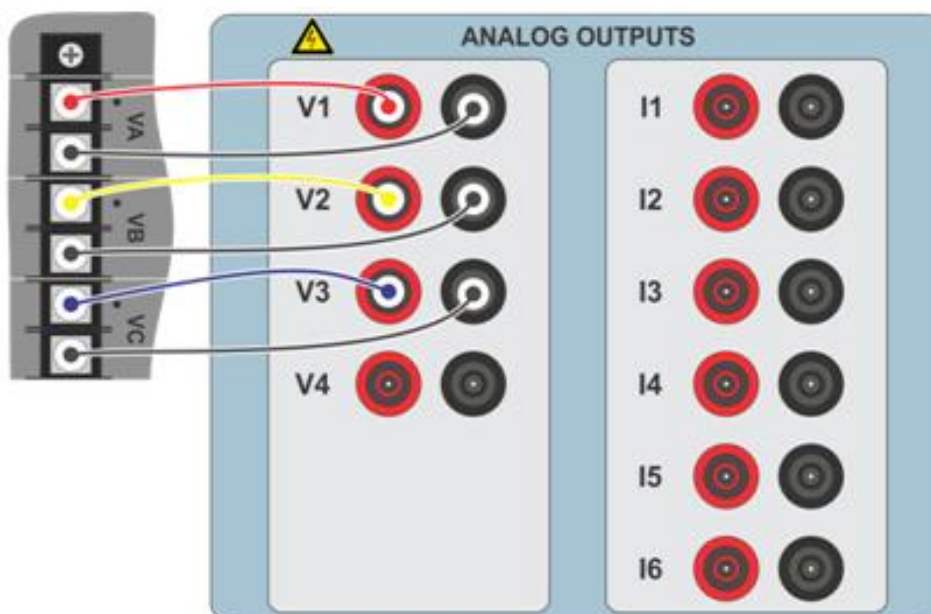 ANALOG OUTPUTS
VA
VB
VC
V1
V2
V3
V4
I1
I2
I3
I4
I5
I6